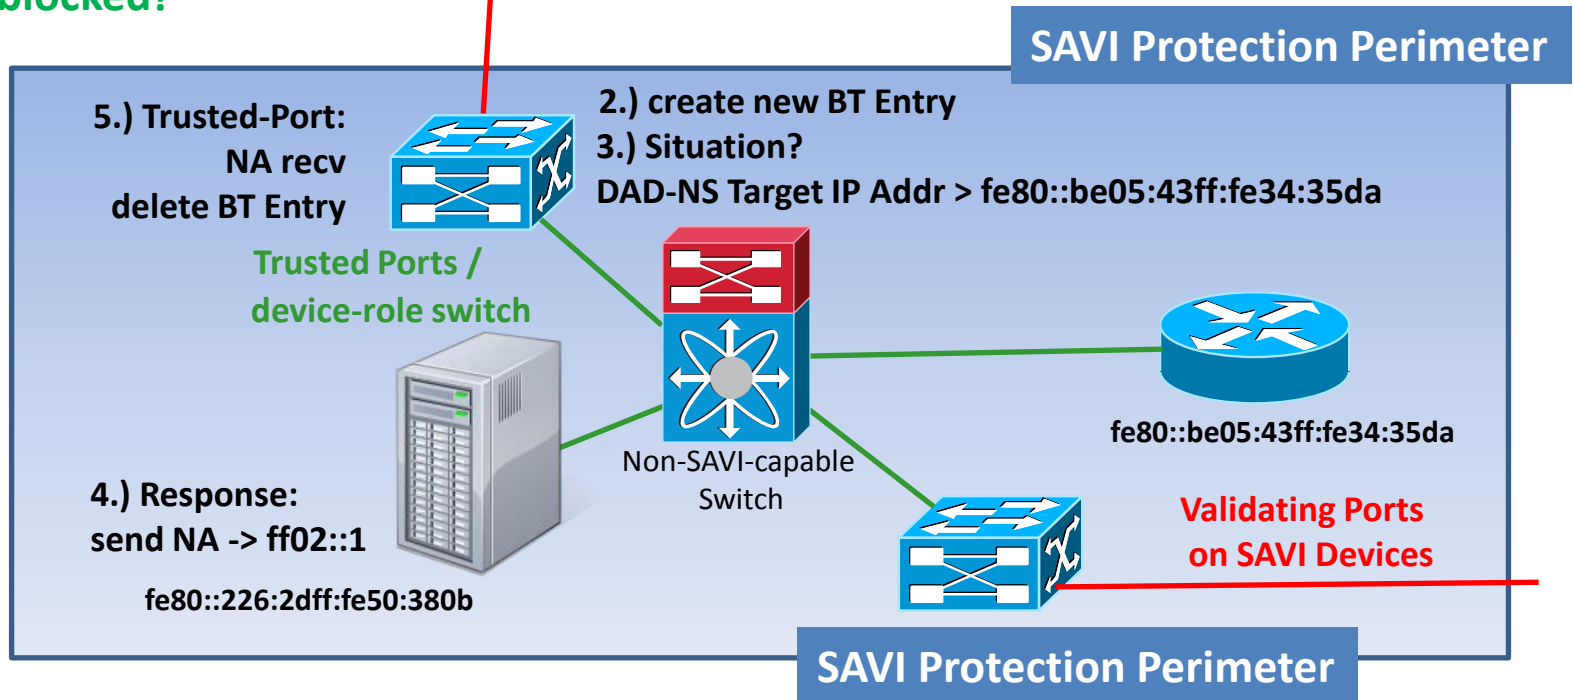 blocked?
SAVI Protection Perimeter
5.) Trusted-Port:
NA recv
delete BT Entry
2.) create new BT Entry
3.) Situation?
DAD-NS Target IP Addr > fe80::be05:43ff:fe34:35da
Trusted Ports /
device-role switch
fe80::be05:43ff:fe34:35da
Non-SAVI-capable
Switch
4.) Response:
send NA -> ff02::1
fe80::226:2dff:fe50:380b
Validating Ports
on SAVI Devices
SAVI Protection Perimeter